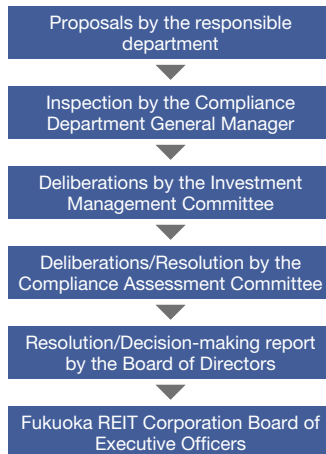 Proposals by the responsible
department
Inspection by the Compliance
Department General Manager
Deliberations by the Investment
Management Committee
Deliberations/Resolution by the
Compliance Assessment Committee
Resolution/Decision-making report
by the Board of Directors
Fukuoka REIT Corporation Board of
Executive Officers